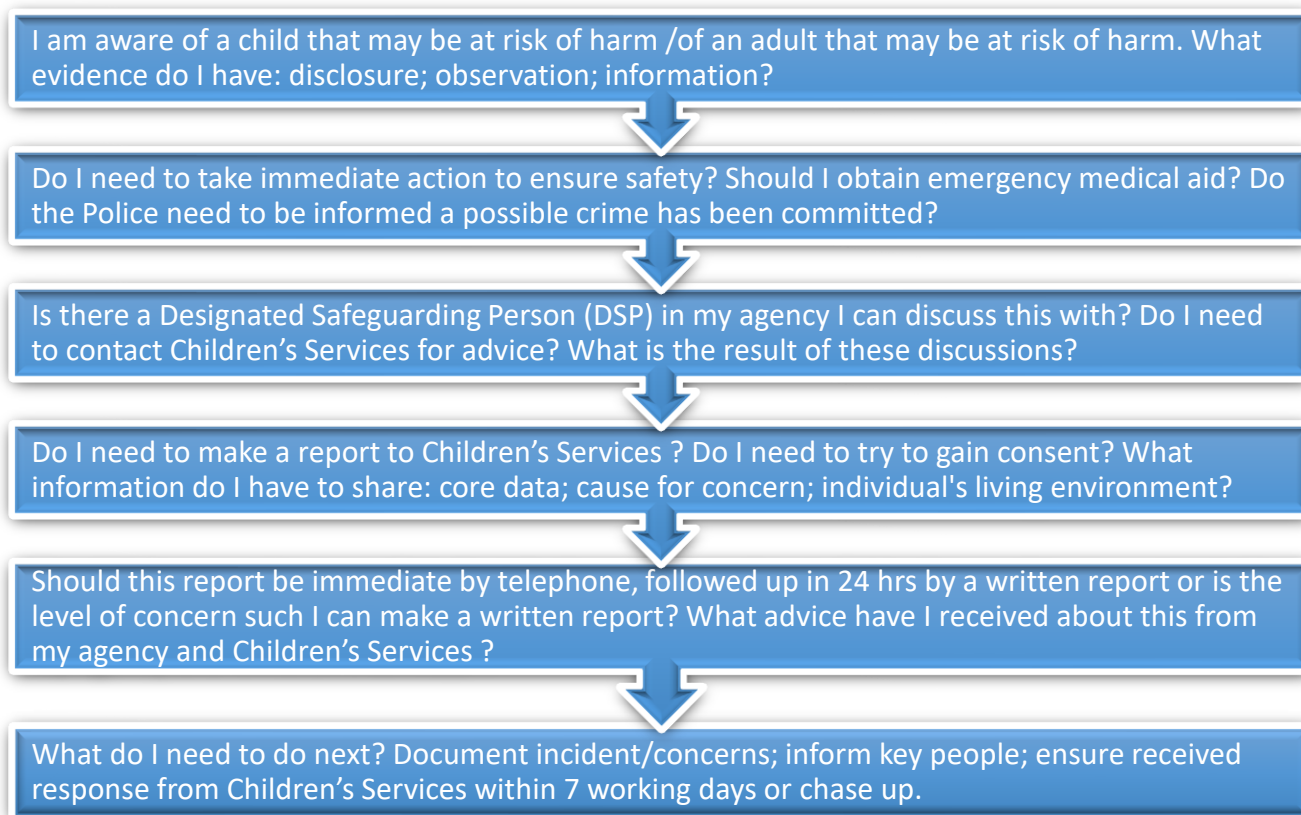 I am aware of a child that may be at risk of harm /of an adult that may be at risk of harm. What
evidence do I have: disclosure; observation; information?
Do I need to take immediate action to ensure safety? Should I obtain emergency medical aid? Do
the Police need to be informed a possible crime has been committed?
Is there a Designated Safeguarding Person (DSP) in my agency I can discuss this with? Do I need
to contact Children’s Services for advice? What is the result of these discussions?
Do I need to make a report to Children’s Services ? Do I need to try to gain consent? What
information do I have to share: core data; cause for concern; individual's living environment?
Should this report be immediate by telephone, followed up in 24 hrs by a written report or is the
level of concern such I can make a written report? What advice have I received about this from
my agency and Children’s Services ?
What do I need to do next? Document incident/concerns; inform key people; ensure received
response from Children’s Services within 7 working days or chase up.